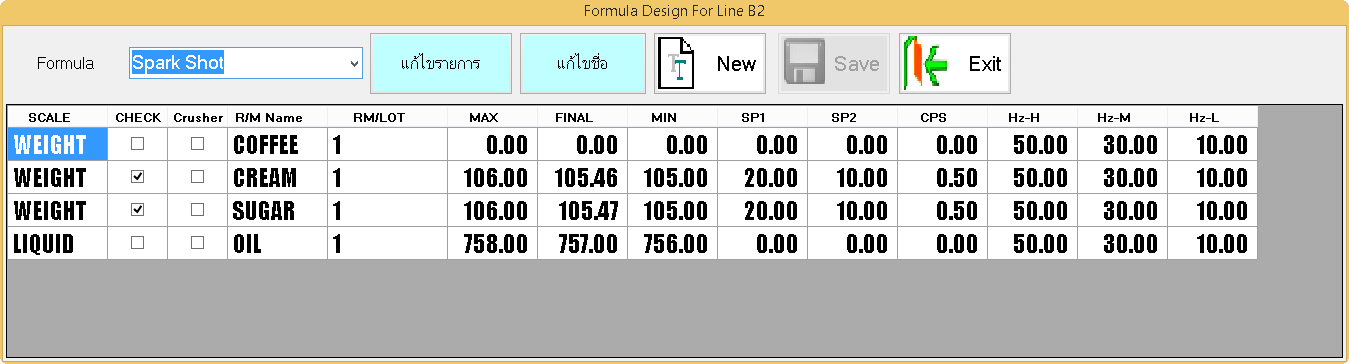 Formula Design For Line B2
Formula Spark Shot แก้ไขรายการ แก้ไขชื่อ New Save Exit
SCALE CHECK Crusher R/M Name RM/LOT MAX FINAL MIN SP1 SP2 CPS Hz-H Hz-M Hz-L
WEIGHT COFFEE 1 0.00 0.00 0.00 0.00 0.00 0.00 50.00 30.00 10.00
WEIGHT CREAM 1 106.00 105.46 105.00 20.00 10.00 0.50 50.00 30.00 10.00
WEIGHT SUGAR 1 106.00 105.47 105.00 20.00 10.00 0.50 50.00 30.00 10.00
LIQUID OIL 1 758.00 757.00 756.00 0.00 0.00 0.00 50.00 30.00 10.00